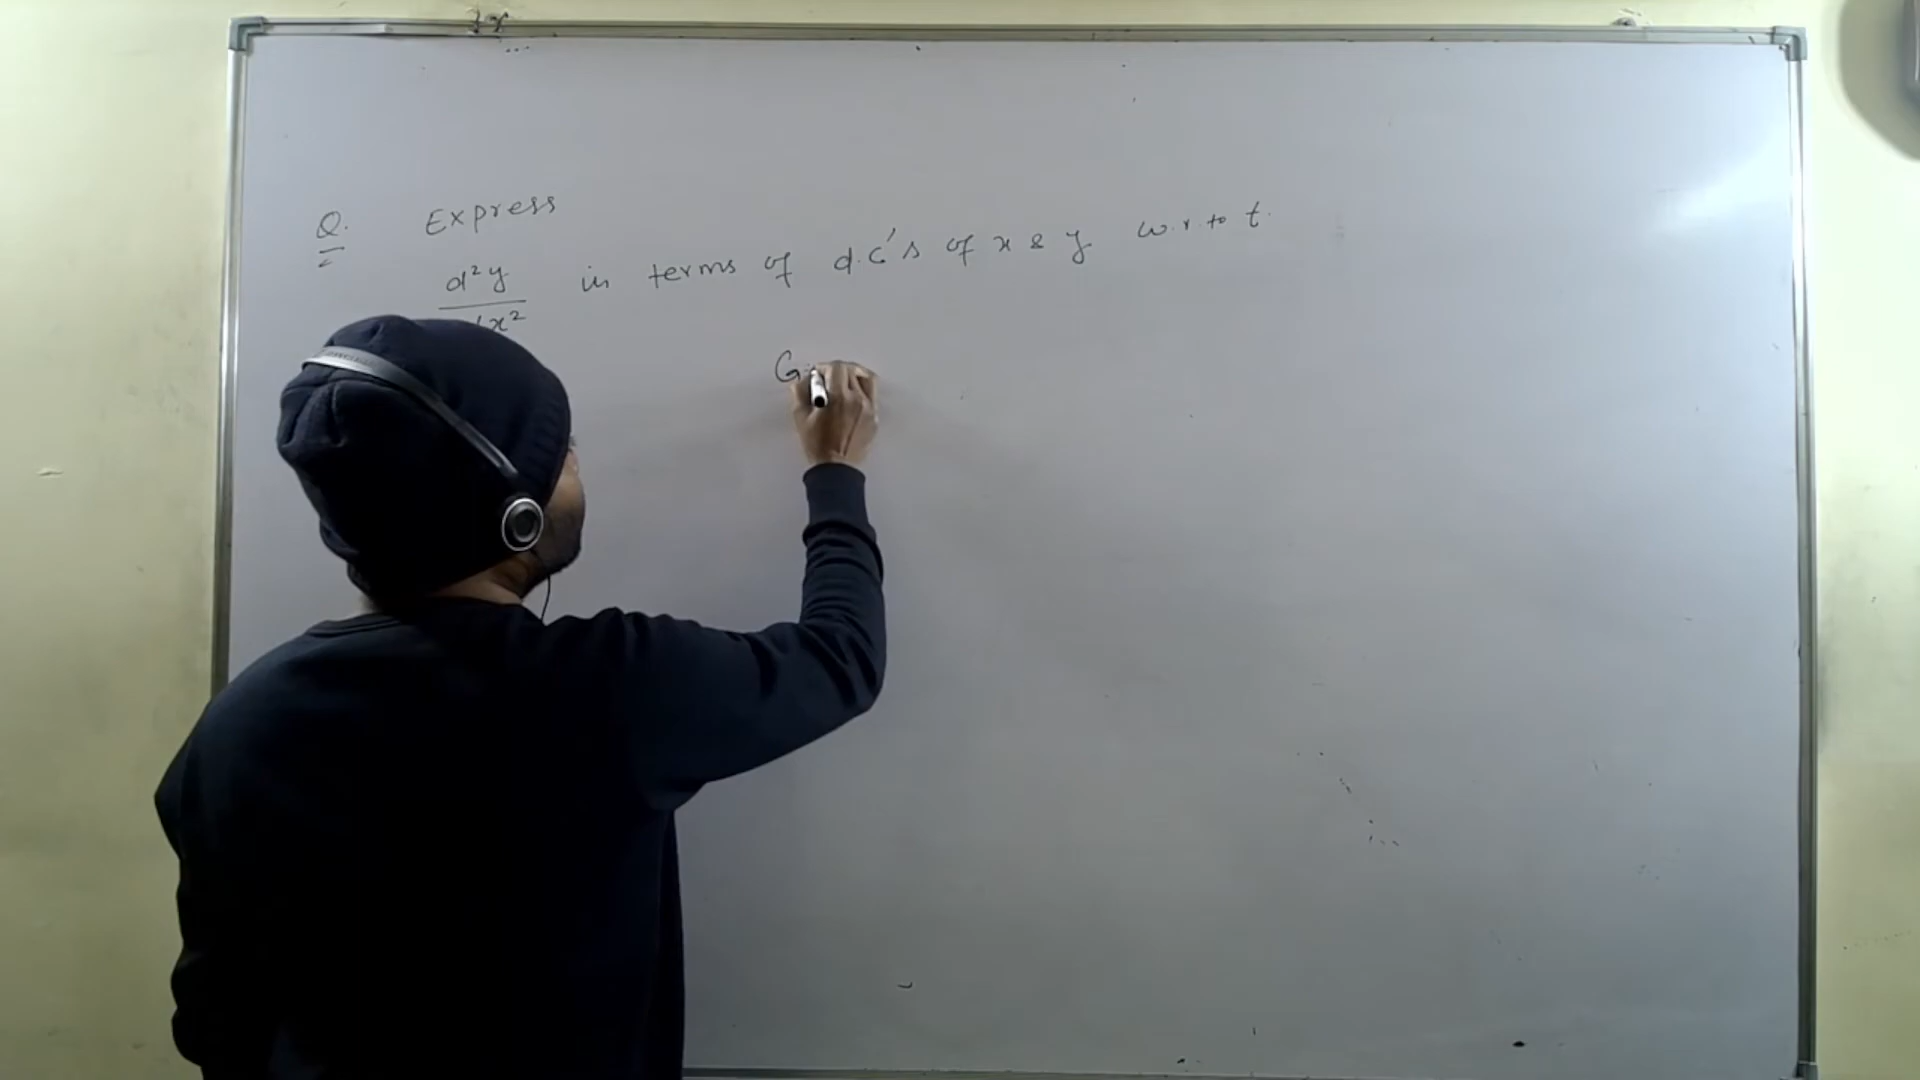 Q. Express
d²y/dx² in terms of d.c's of x & y w.r.to t.
G